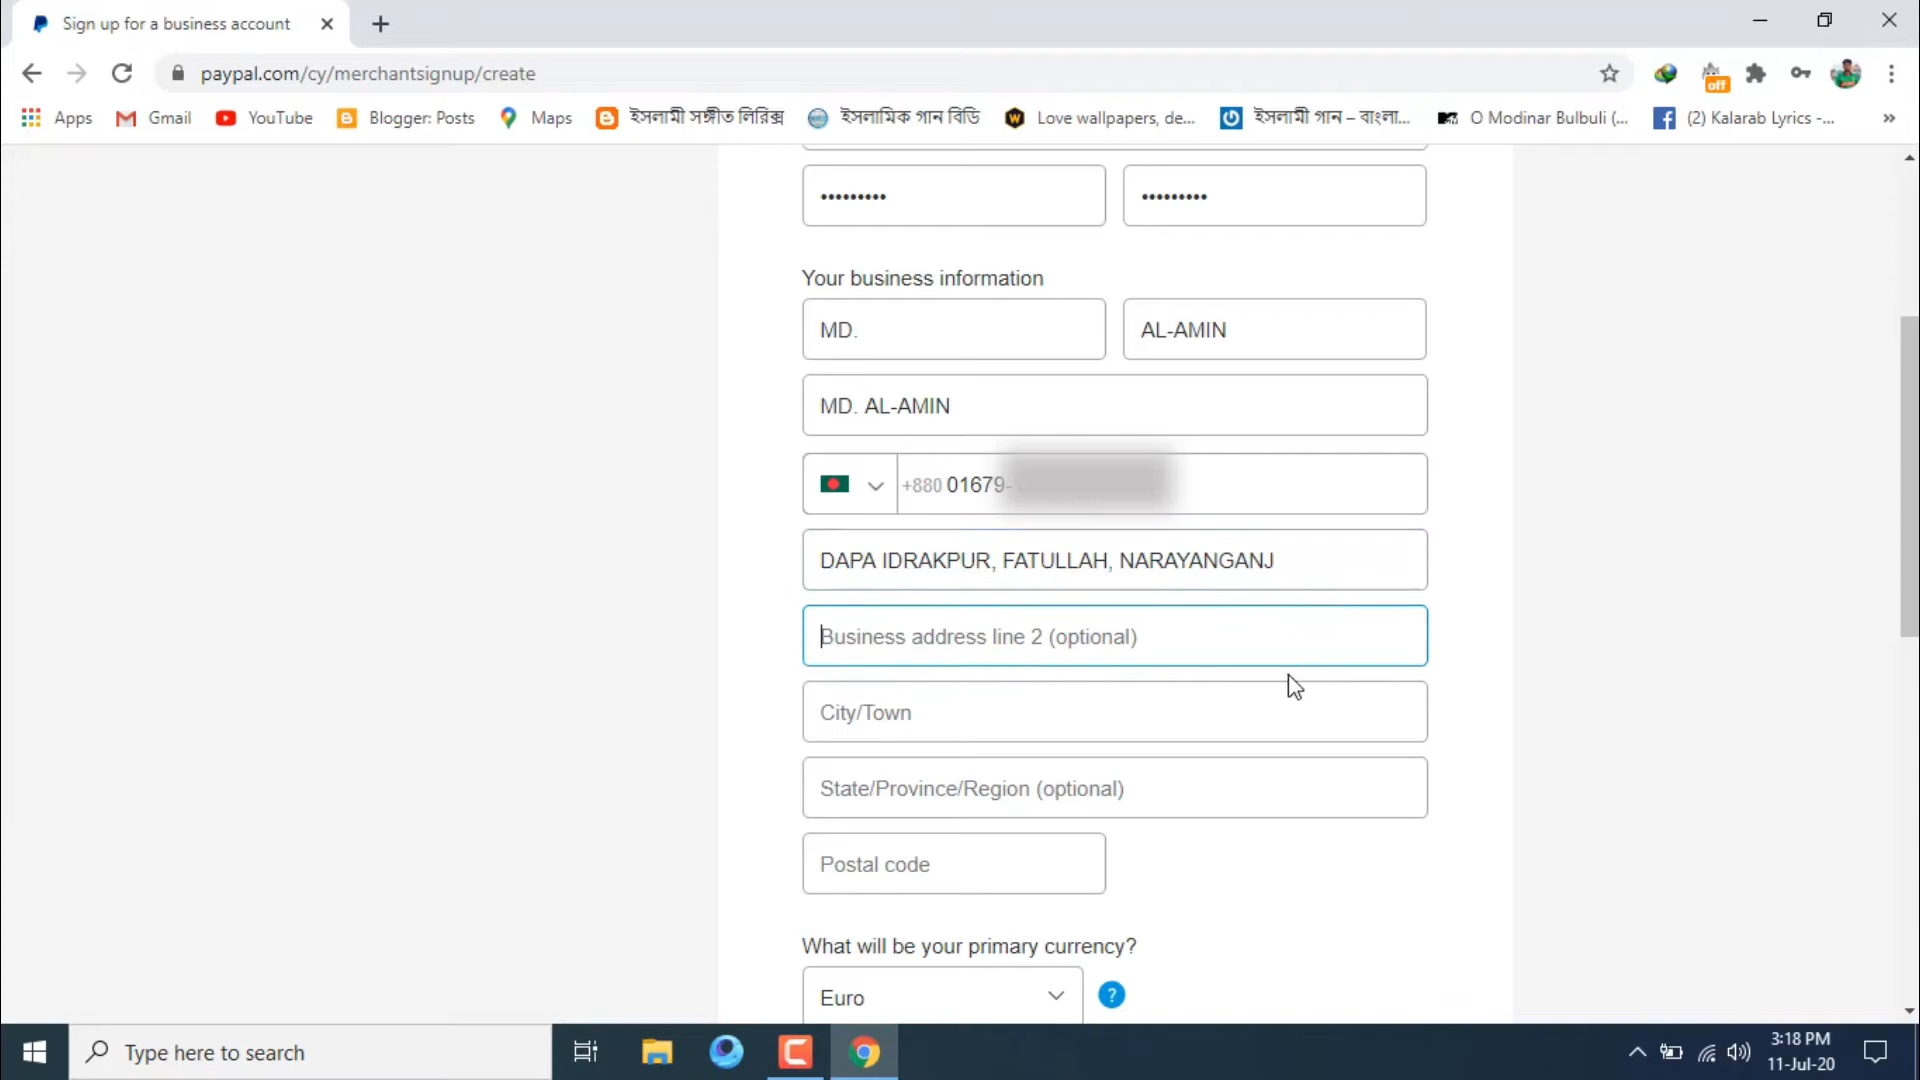 Sign up for a business account
paypal.com/cy/merchantsignup/create
off
Apps Gmail YouTube Blogger: Posts Maps ইসলামী সঙ্গীত লিরিক্স ইসলামিক গান বিডি Love wallpapers, de... ইসলামী গান – বাংলা... O Modinar Bulbuli (... (2) Kalarab Lyrics -... »
••••••••• •••••••••
Your business information
MD. AL-AMIN
MD. AL-AMIN
+880 01679-
DAPA IDRAKPUR, FATULLAH, NARAYANGANJ
Business address line 2 (optional)
City/Town
State/Province/Region (optional)
Postal code
What will be your primary currency?
Euro ?
Type here to search
3:18 PM
11-Jul-20